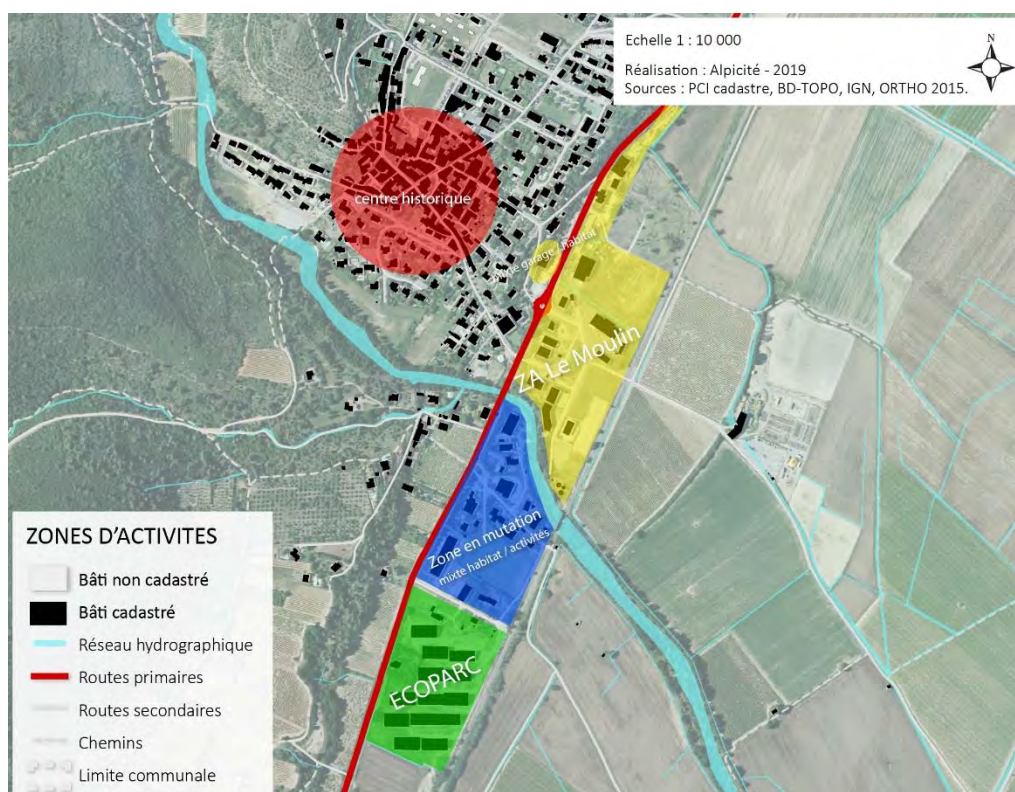 Echelle 1 : 10 000
N
Réalisation : Alpicité - 2019
Sources : PCI cadastre, BD-TOPO, IGN, ORTHO 2015.
centre historique
garage / habitat
ZA Le Moulin
Zone en mutation
mixte habitat / activités
ECOPARC
ZONES D'ACTIVITES
Bâti non cadastré
Bâti cadastré
Réseau hydrographique
Routes primaires
Routes secondaires
Chemins
Limite communale